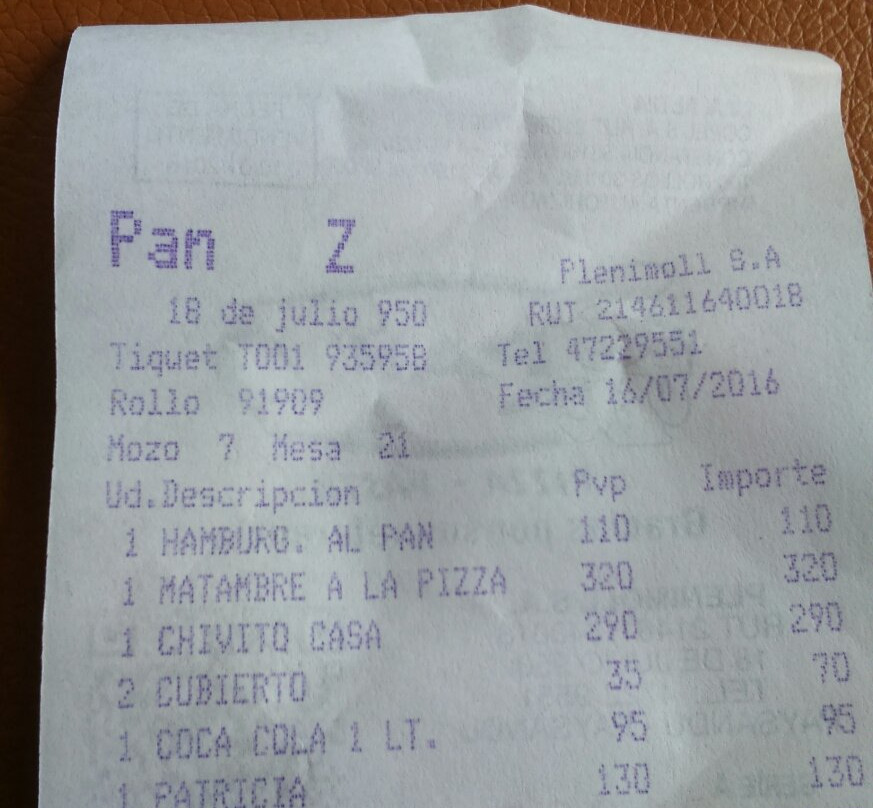 Pan Z
Plenimoll S.A
18 de julio 950
RUT 214611640018
Tiquet T001 935958
Tel 47229551
Rollo 91909
Fecha 16/07/2016
Mozo 7 Mesa 21
Ud.Descripcion Pvp Importe
1 HAMBURG. AL PAN 110 110
1 MATAMBRE A LA PIZZA 320 320
1 CHIVITO CASA 290 290
2 CUBIERTO 35 70
1 COCA COLA 1 LT. 95 95
1 PATRICIA 130 130